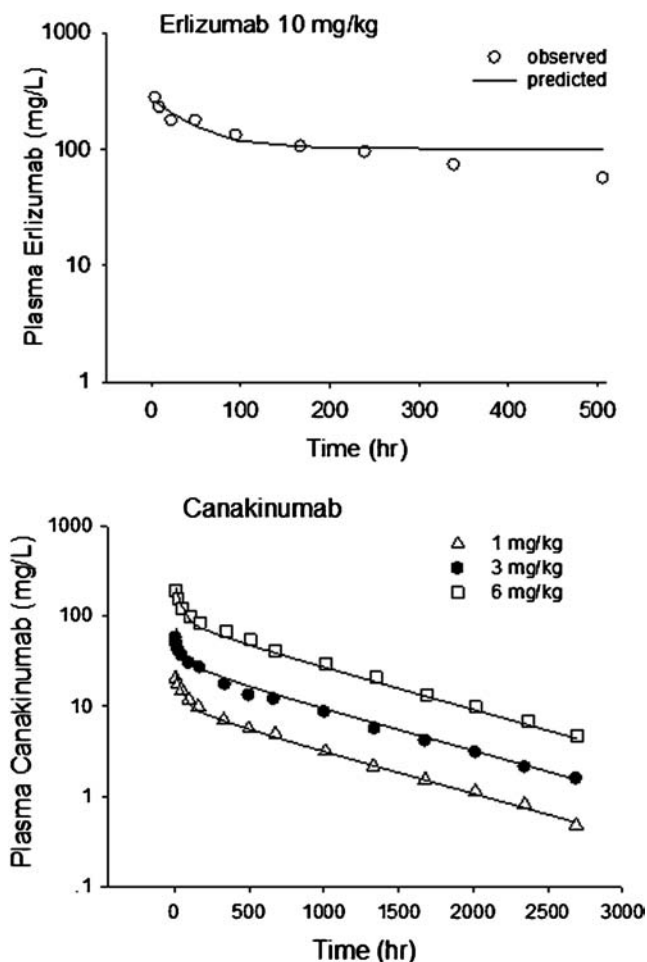 Erlizumab 10 mg/kg
1000
observed
predicted
100
10
1
Plasma Erlizumab (mg/L)
0 100 200 300 400 500
Time (hr)
Canakinumab
1000
1 mg/kg
3 mg/kg
6 mg/kg
100
10
1
.1
Plasma Canakinumab (mg/L)
0 500 1000 1500 2000 2500 3000
Time (hr)